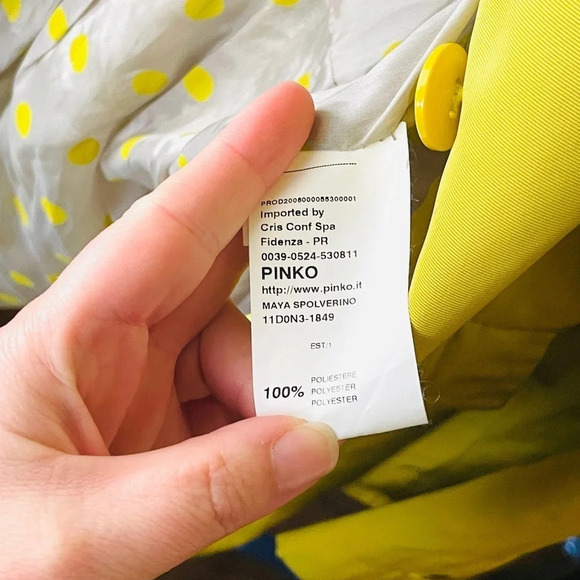 PROD2008000088300001
Imported by
Cris Conf Spa
Fidenza - PR
0039-0524-530811
PINKO
http://www.pinko.it
MAYA SPOLVERINO
11D0N3-1849
EST/1
100%
POLIESTERE
POLYESTER
POLYESTER